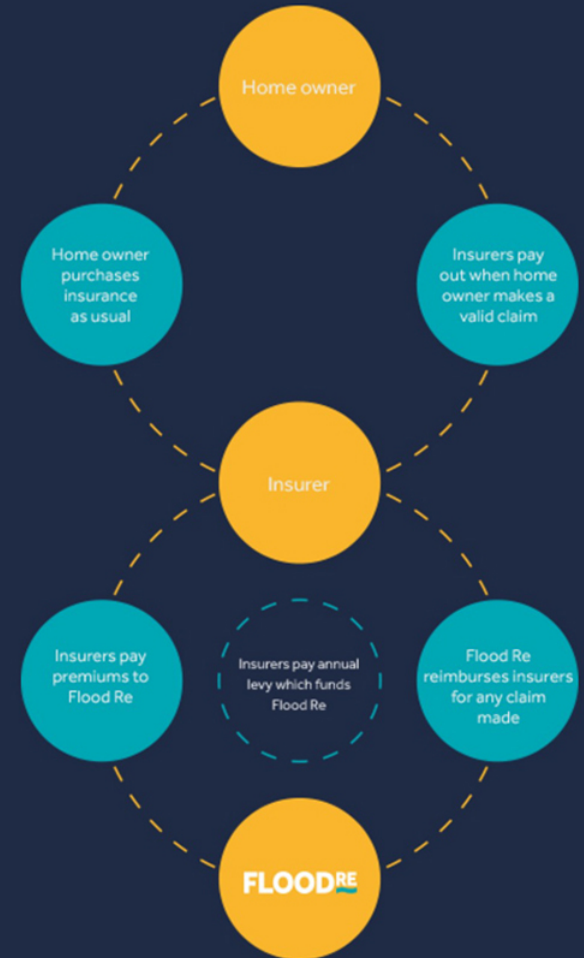 Home owner
Home owner
purchases
insurance
as usual
Insurers pay
out when home
owner makes a
valid claim
Insurer
Insurers pay
premiums to
Flood Re
Insurers pay annual
levy which funds
Flood Re
Flood Re
reimburses insurers
for any claim
made
FLOODRE